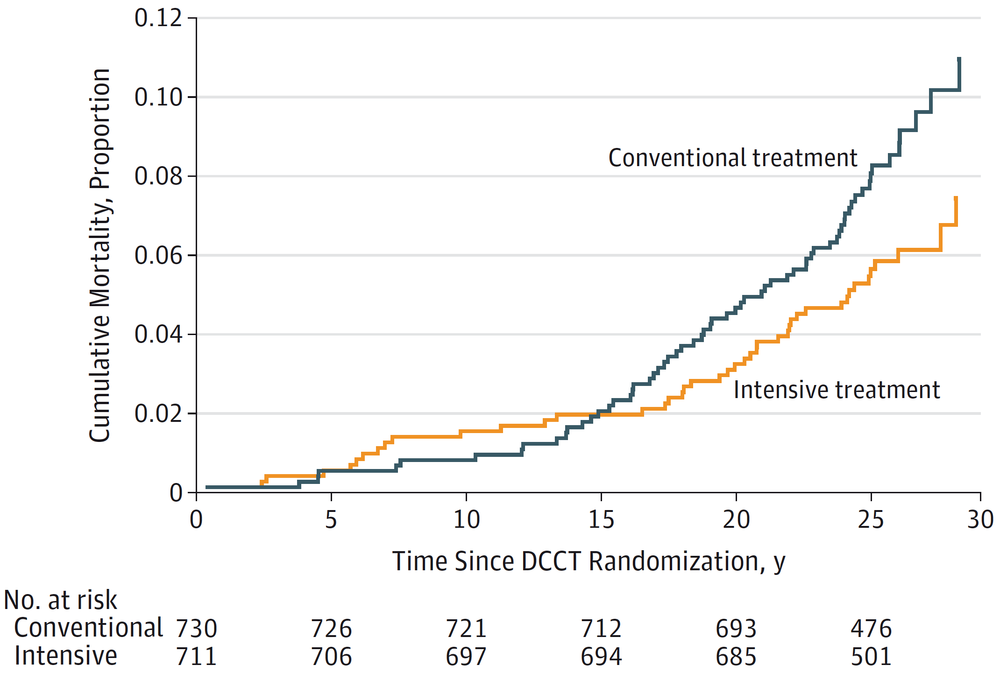 0.12
0.10
0.08
0.06
0.04
0.02
0
Cumulative Mortality, Proportion
Conventional treatment
Intensive treatment
0 5 10 15 20 25 30
Time Since DCCT Randomization, y
No. at risk
Conventional 730 726 721 712 693 476
Intensive 711 706 697 694 685 501